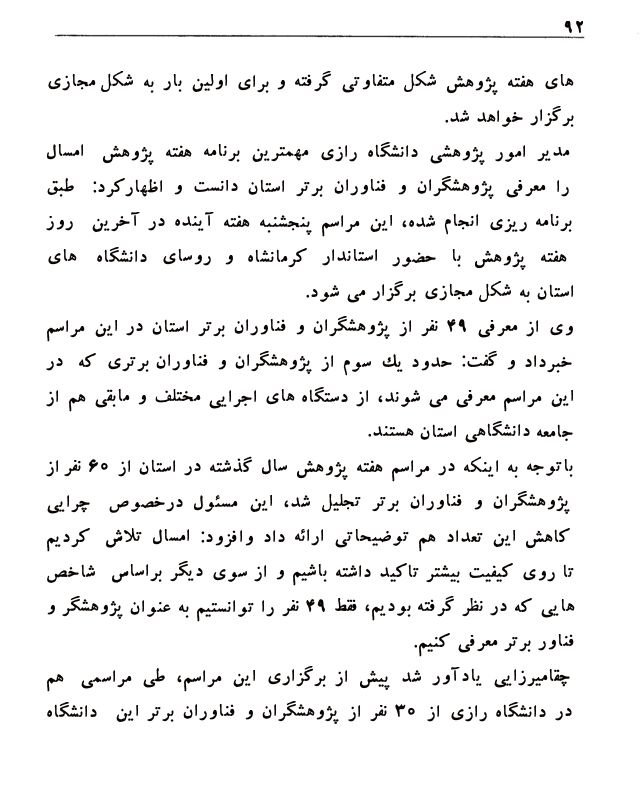 ۹۲
های هفته پژوهش شکل متفاوتی گرفته و برای اولین بار به شکل مجازی
برگزار خواهد شد.
مدیر امور پژوهشی دانشگاه رازی مهمترین برنامه هفته پژوهش امسال
را معرفی پژوهشگران و فناوران برتر استان دانست و اظهارکرد: طبق
برنامه ریزی انجام شده، این مراسم پنجشنبه هفته آینده در آخرین روز
هفته پژوهش با حضور استاندار کرمانشاه و روسای دانشگاه های
استان به شکل مجازی برگزار می شود.
وی از معرفی ۴۹ نفر از پژوهشگران و فناوران برتر استان در این مراسم
خبرداد و گفت: حدود یك سوم از پژوهشگران و فناوران برتری که در
این مراسم معرفی می شوند، از دستگاه های اجرایی مختلف و مابقی هم از
جامعه دانشگاهی استان هستند.
باتوجه به اینکه در مراسم هفته پژوهش سال گذشته در استان از ۶۰ نفر از
پژوهشگران و فناوران برتر تجلیل شد، این مسئول درخصوص چرایی
کاهش این تعداد هم توضیحاتی ارائه داد وافزود: امسال تلاش کردیم
تا روی کیفیت بیشتر تاکید داشته باشیم و از سوی دیگر براساس شاخص
هایی که در نظر گرفته بودیم، فقط ۴۹ نفر را توانستیم به عنوان پژوهشگر و
فناور برتر معرفی کنیم.
چقامیرزایی یادآور شد پیش از برگزاری این مراسم، طی مراسمی هم
در دانشگاه رازی از ۳۰ نفر از پژوهشگران و فناوران برتر این دانشگاه